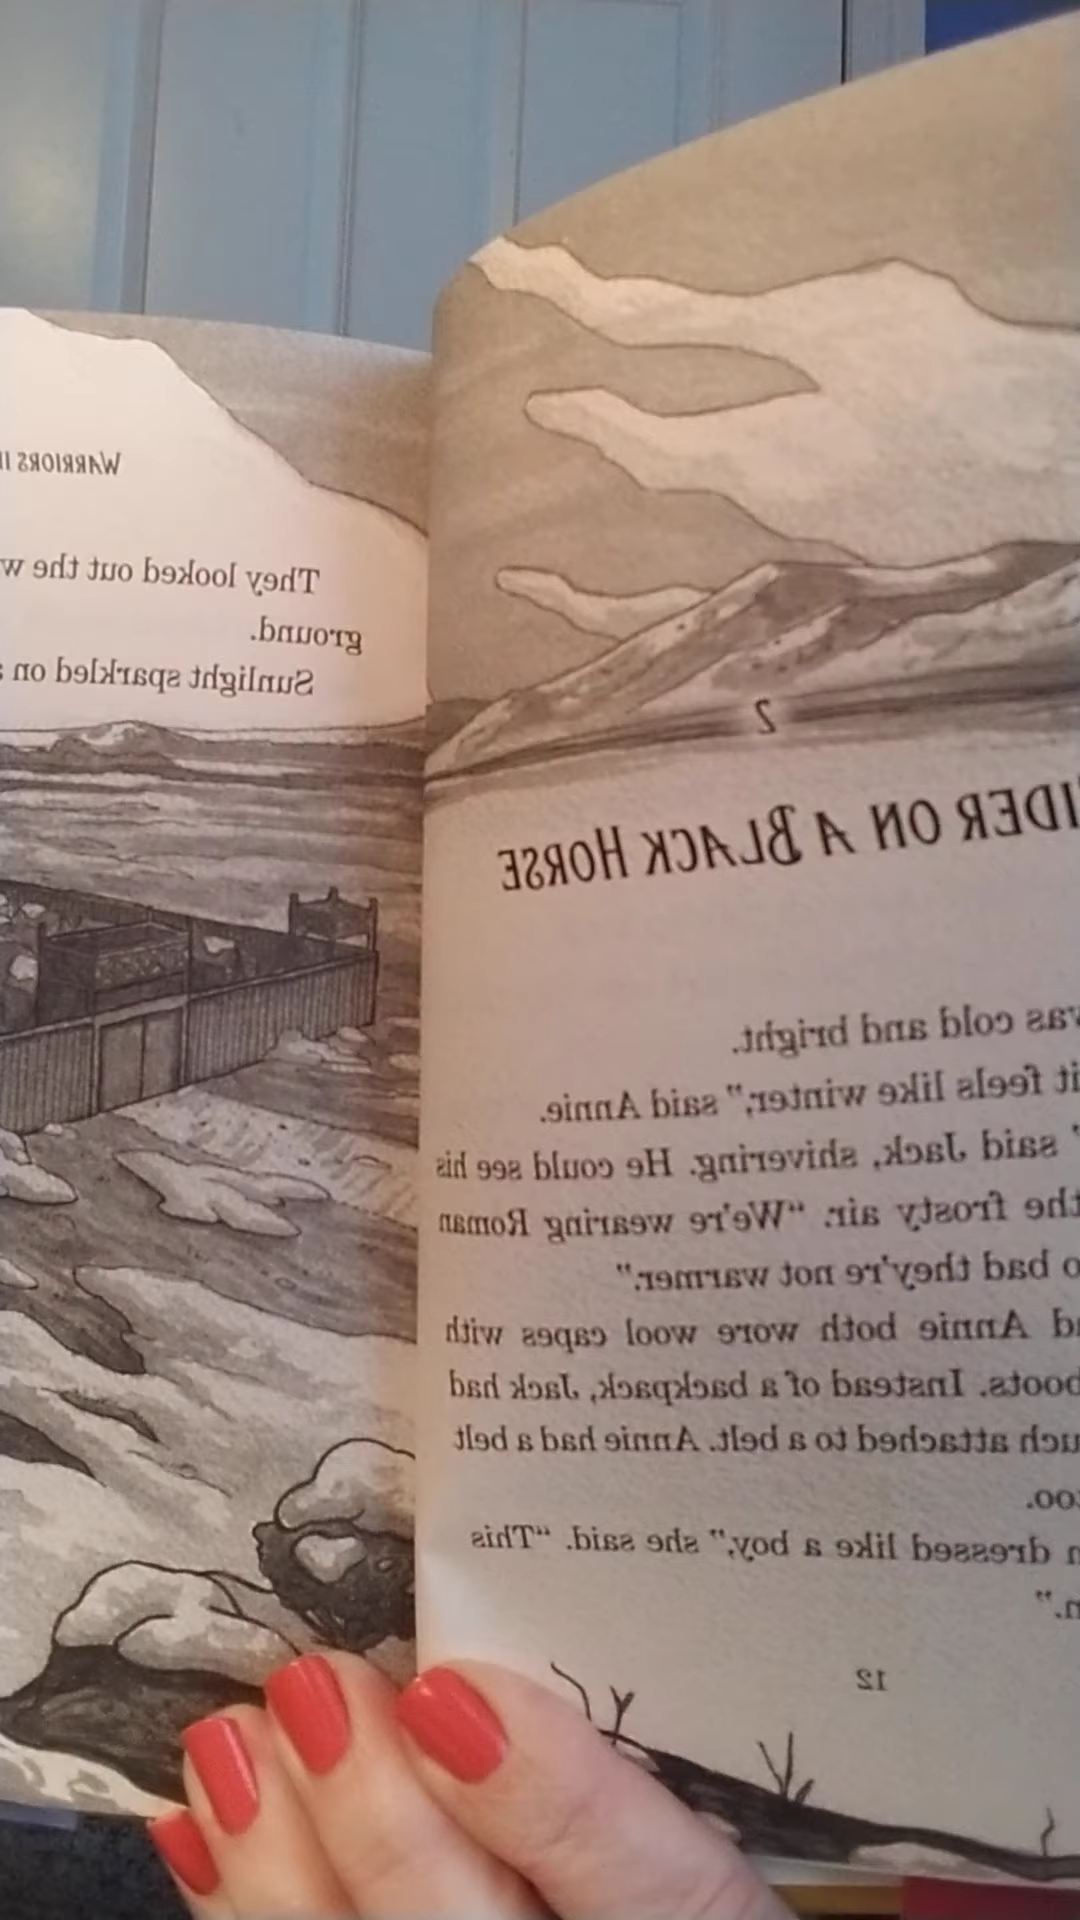 2
IDER ON A BLACK HORSE
was cold and bright.
it feels like winter,” said Annie.
” said Jack, shivering. He could see his
the frosty air. “We’re wearing Roman
o bad they’re not warmer.”
d Annie both wore wool capes with
boots. Instead of a backpack, Jack had
uch attached to a belt. Annie had a belt
too.
dressed like a boy,” she said. “This
n.”
12
WARRIORS
They looked out the
ground.
Sunlight sparkled on